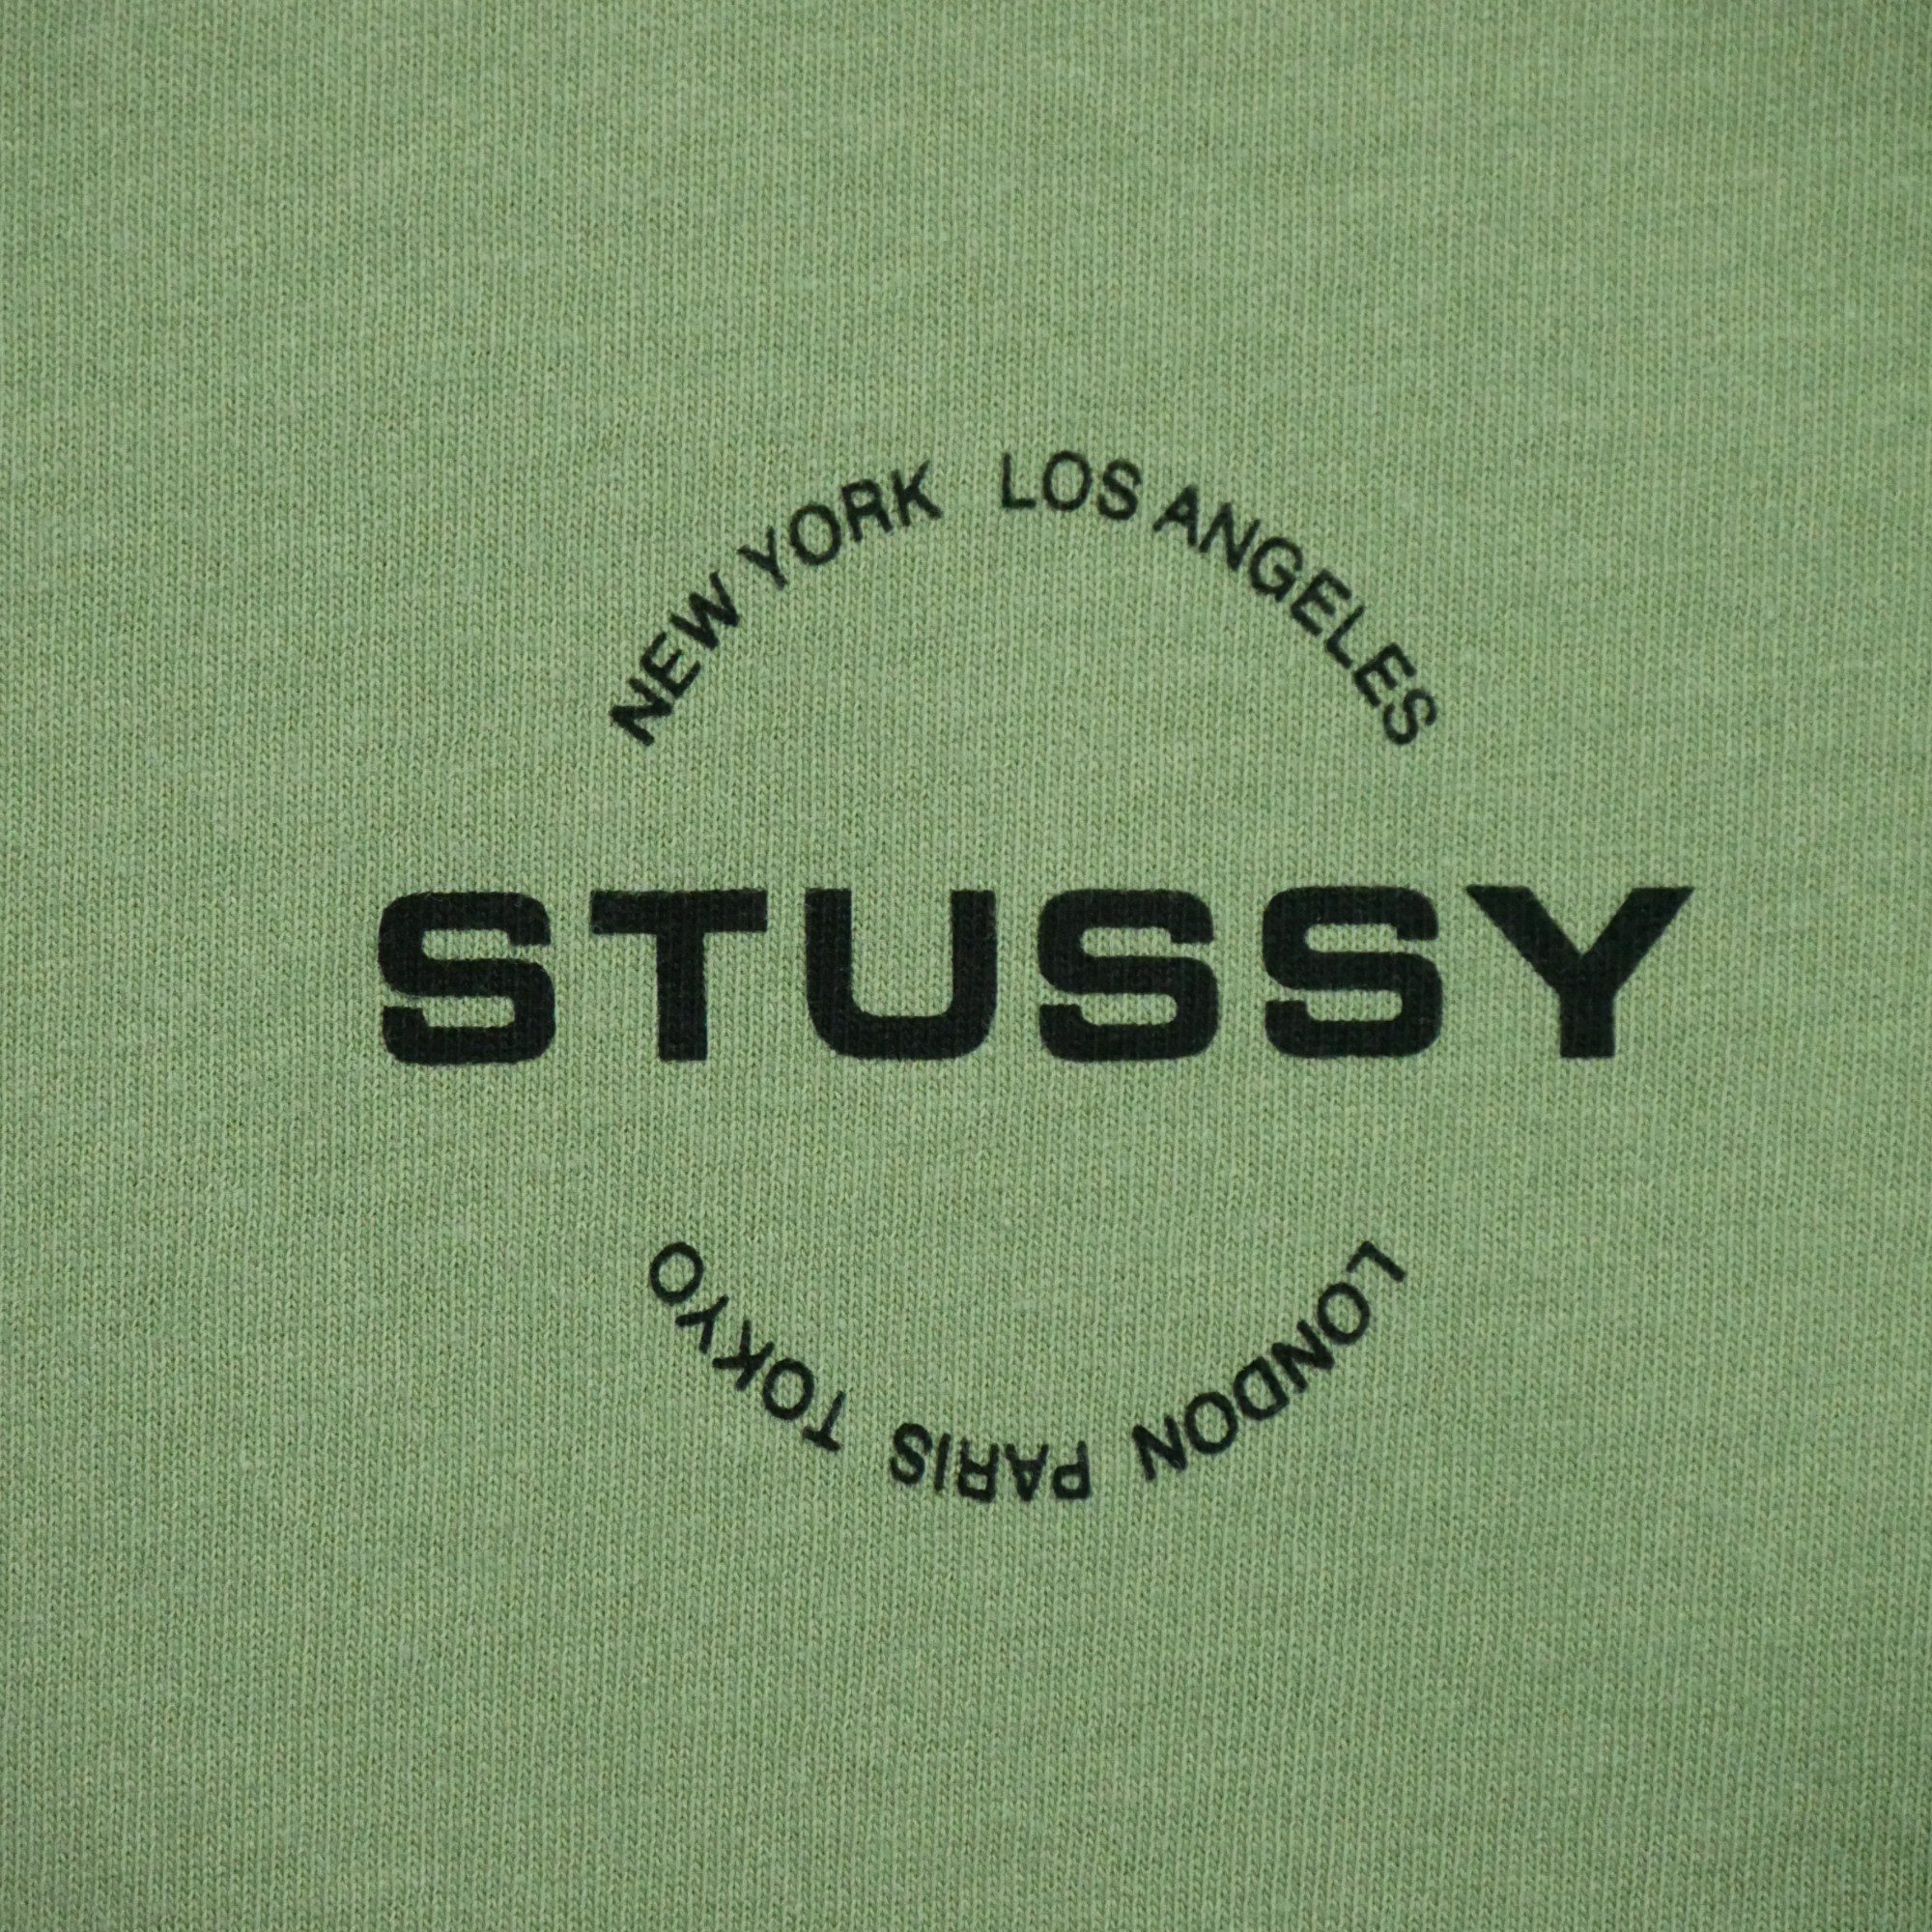 NEW YORK LOS ANGELES
STUSSY
LONDON PARIS TOKYO